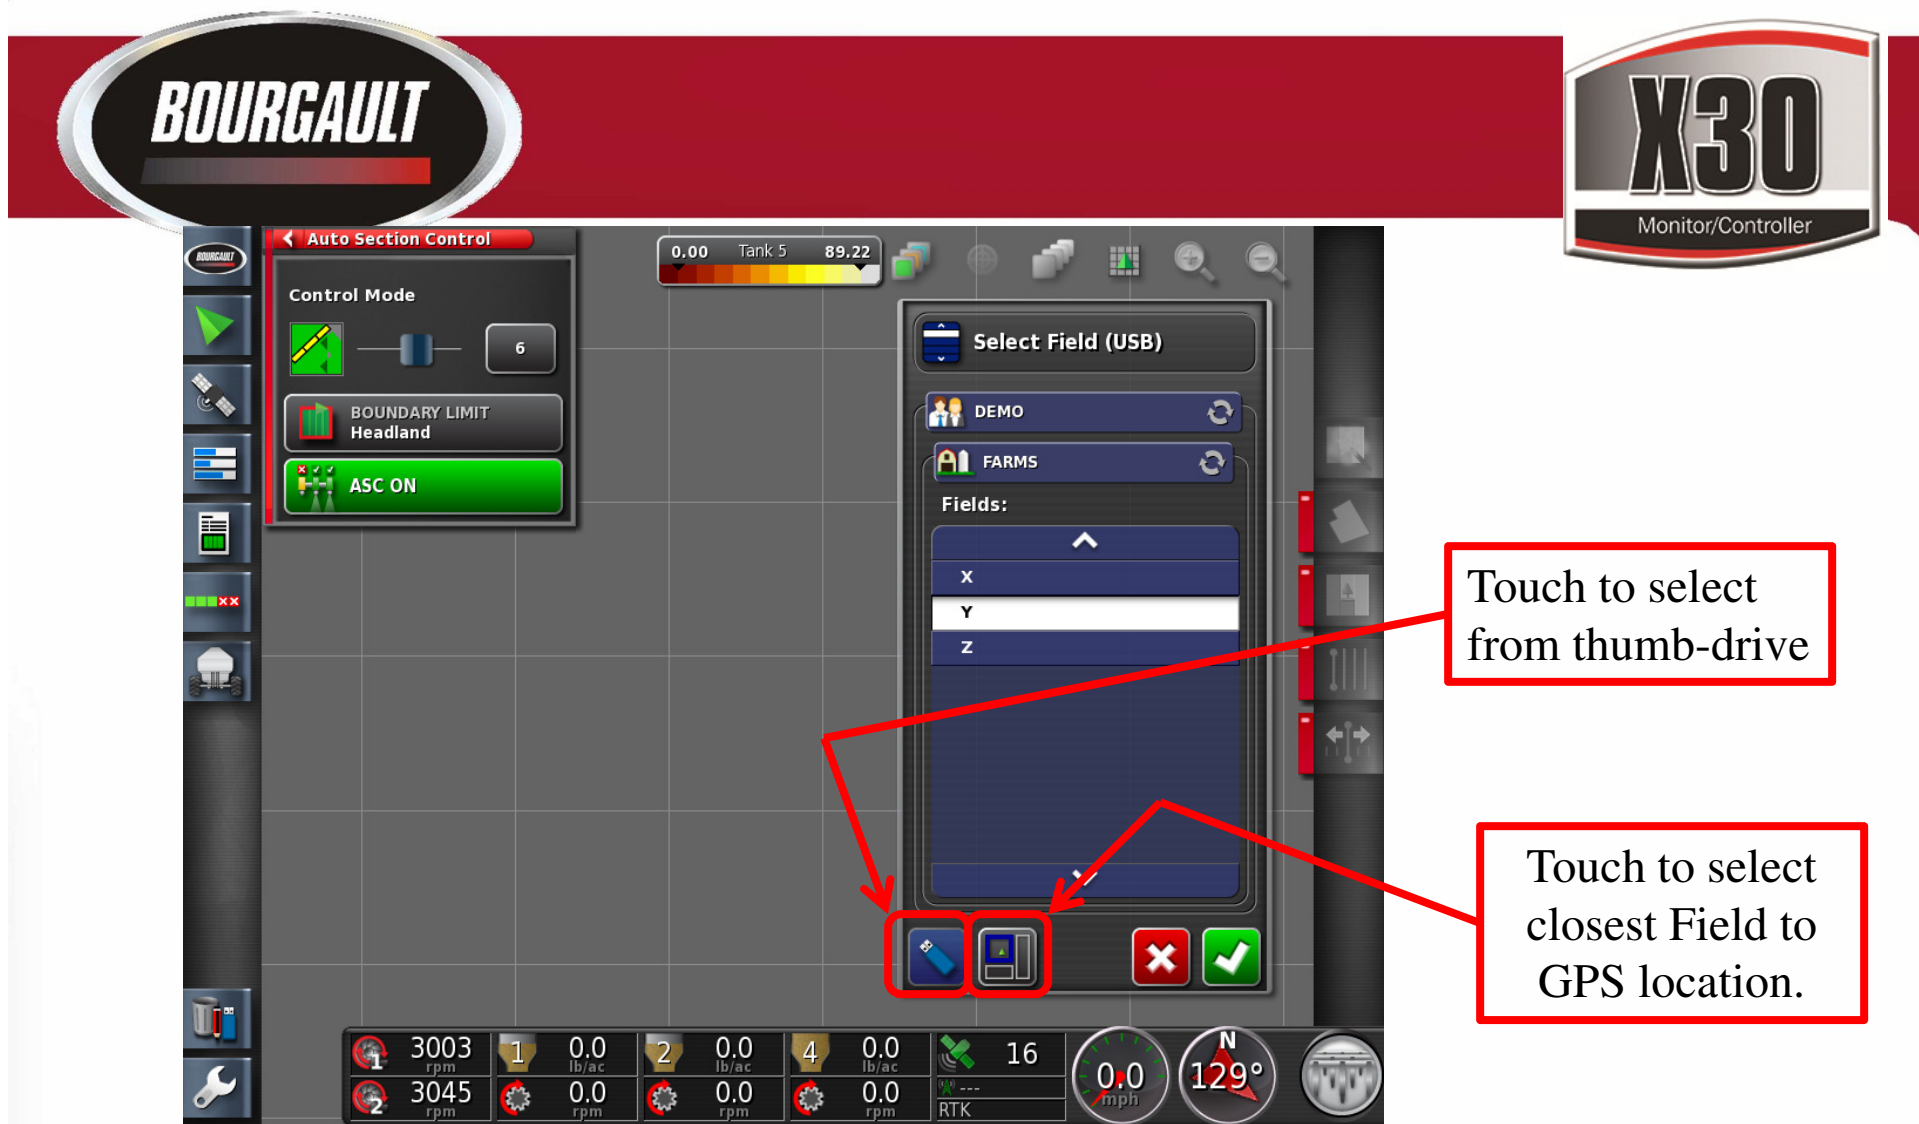 BOURGAULT
X30
Monitor/Controller
BOURGAULT
Auto Section Control
0.00 Tank 5 89.22
Control Mode
6
BOUNDARY LIMIT
Headland
ASC ON
Select Field (USB)
DEMO
FARMS
Fields:
X
Y
Z
Touch to select
from thumb-drive
Touch to select
closest Field to
GPS location.
1 3003 rpm
2 3045 rpm
1 0.0 lb/ac
0.0 rpm
2 0.0 lb/ac
0.0 rpm
4 0.0 lb/ac
0.0 rpm
16
---
RTK
0.0
mph
N
129°